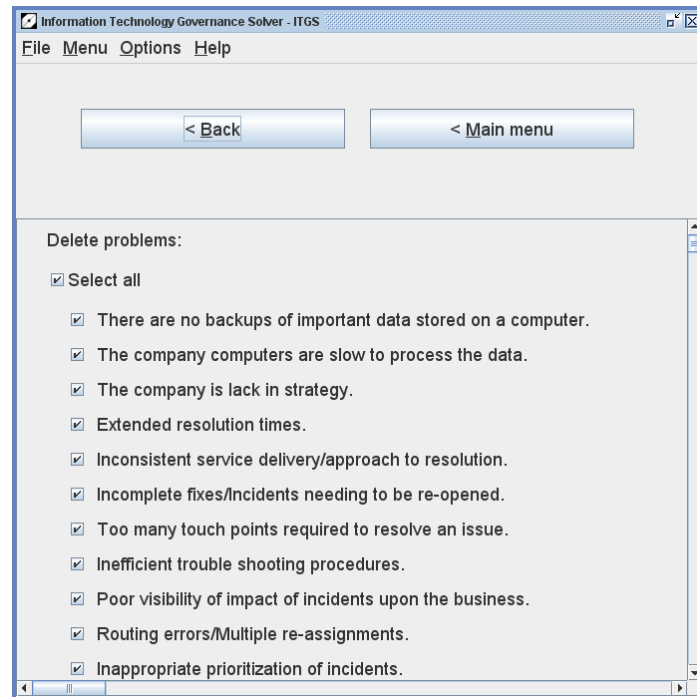 Information Technology Governance Solver - ITGS
File Menu Options Help
< Back < Main menu
Delete problems:
Select all
There are no backups of important data stored on a computer.
The company computers are slow to process the data.
The company is lack in strategy.
Extended resolution times.
Inconsistent service delivery/approach to resolution.
Incomplete fixes/Incidents needing to be re-opened.
Too many touch points required to resolve an issue.
Inefficient trouble shooting procedures.
Poor visibility of impact of incidents upon the business.
Routing errors/Multiple re-assignments.
Inappropriate prioritization of incidents.